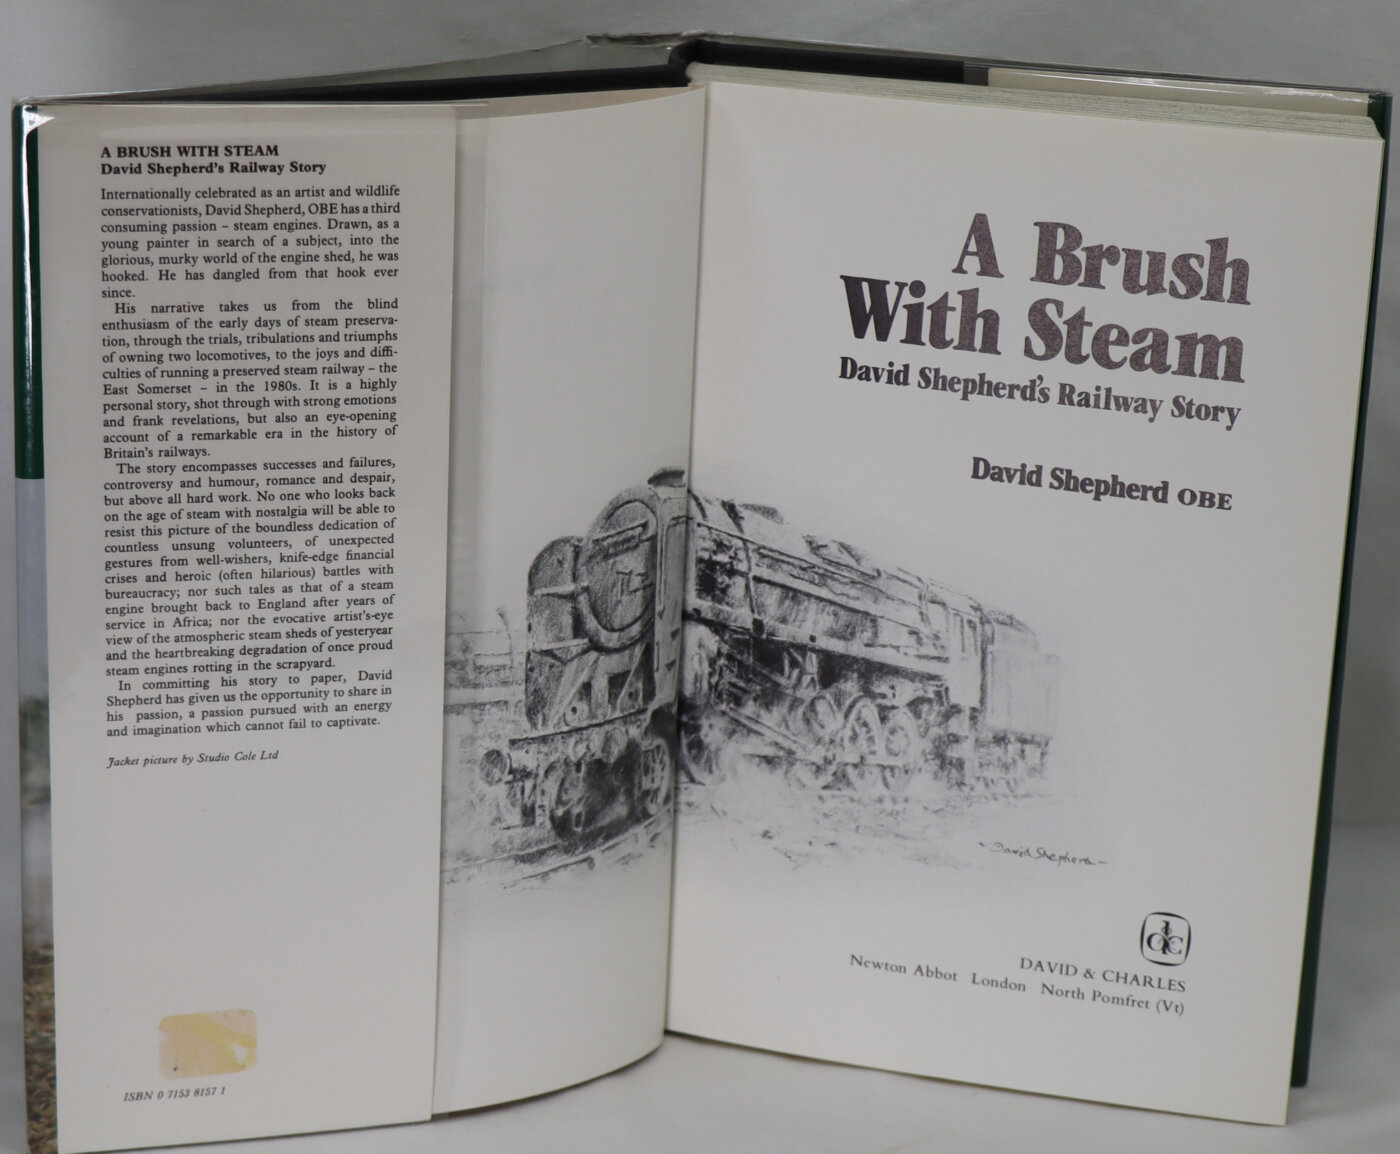 A BRUSH WITH STEAM
David Shepherd's Railway Story
Internationally celebrated as an artist and wildlife
conservationists, David Shepherd, OBE has a third
consuming passion – steam engines. Drawn, as a
young painter in search of a subject, into the
glorious, murky world of the engine shed, he was
hooked. He has dangled from that hook ever
since.
His narrative takes us from the blind
enthusiasm of the early days of steam preserva-
tion, through the trials, tribulations and triumphs
of owning two locomotives, to the joys and diffi-
culties of running a preserved steam railway – the
East Somerset – in the 1980s. It is a highly
personal story, shot through with strong emotions
and frank revelations, but also an eye-opening
account of a remarkable era in the history of
Britain's railways.
The story encompasses successes and failures,
controversy and humour, romance and despair,
but above all hard work. No one who looks back
on the age of steam with nostalgia will be able to
resist this picture of the boundless dedication of
countless unsung volunteers, of unexpected
gestures from well-wishers, knife-edge financial
crises and heroic (often hilarious) battles with
bureaucracy; nor such tales as that of a steam
engine brought back to England after years of
service in Africa; nor the evocative artist's-eye
view of the atmospheric steam sheds of yesteryear
and the heartbreaking degradation of once proud
steam engines rotting in the scrapyard.
In committing his story to paper, David
Shepherd has given us the opportunity to share in
his passion, a passion pursued with an energy
and imagination which cannot fail to captivate.
Jacket picture by Studio Cole Ltd
ISBN 0 7153 8157 1
A Brush
With Steam
David Shepherd's Railway Story
David Shepherd OBE
David Shepherd
D&C
DAVID & CHARLES
Newton Abbot London North Pomfret (Vt)